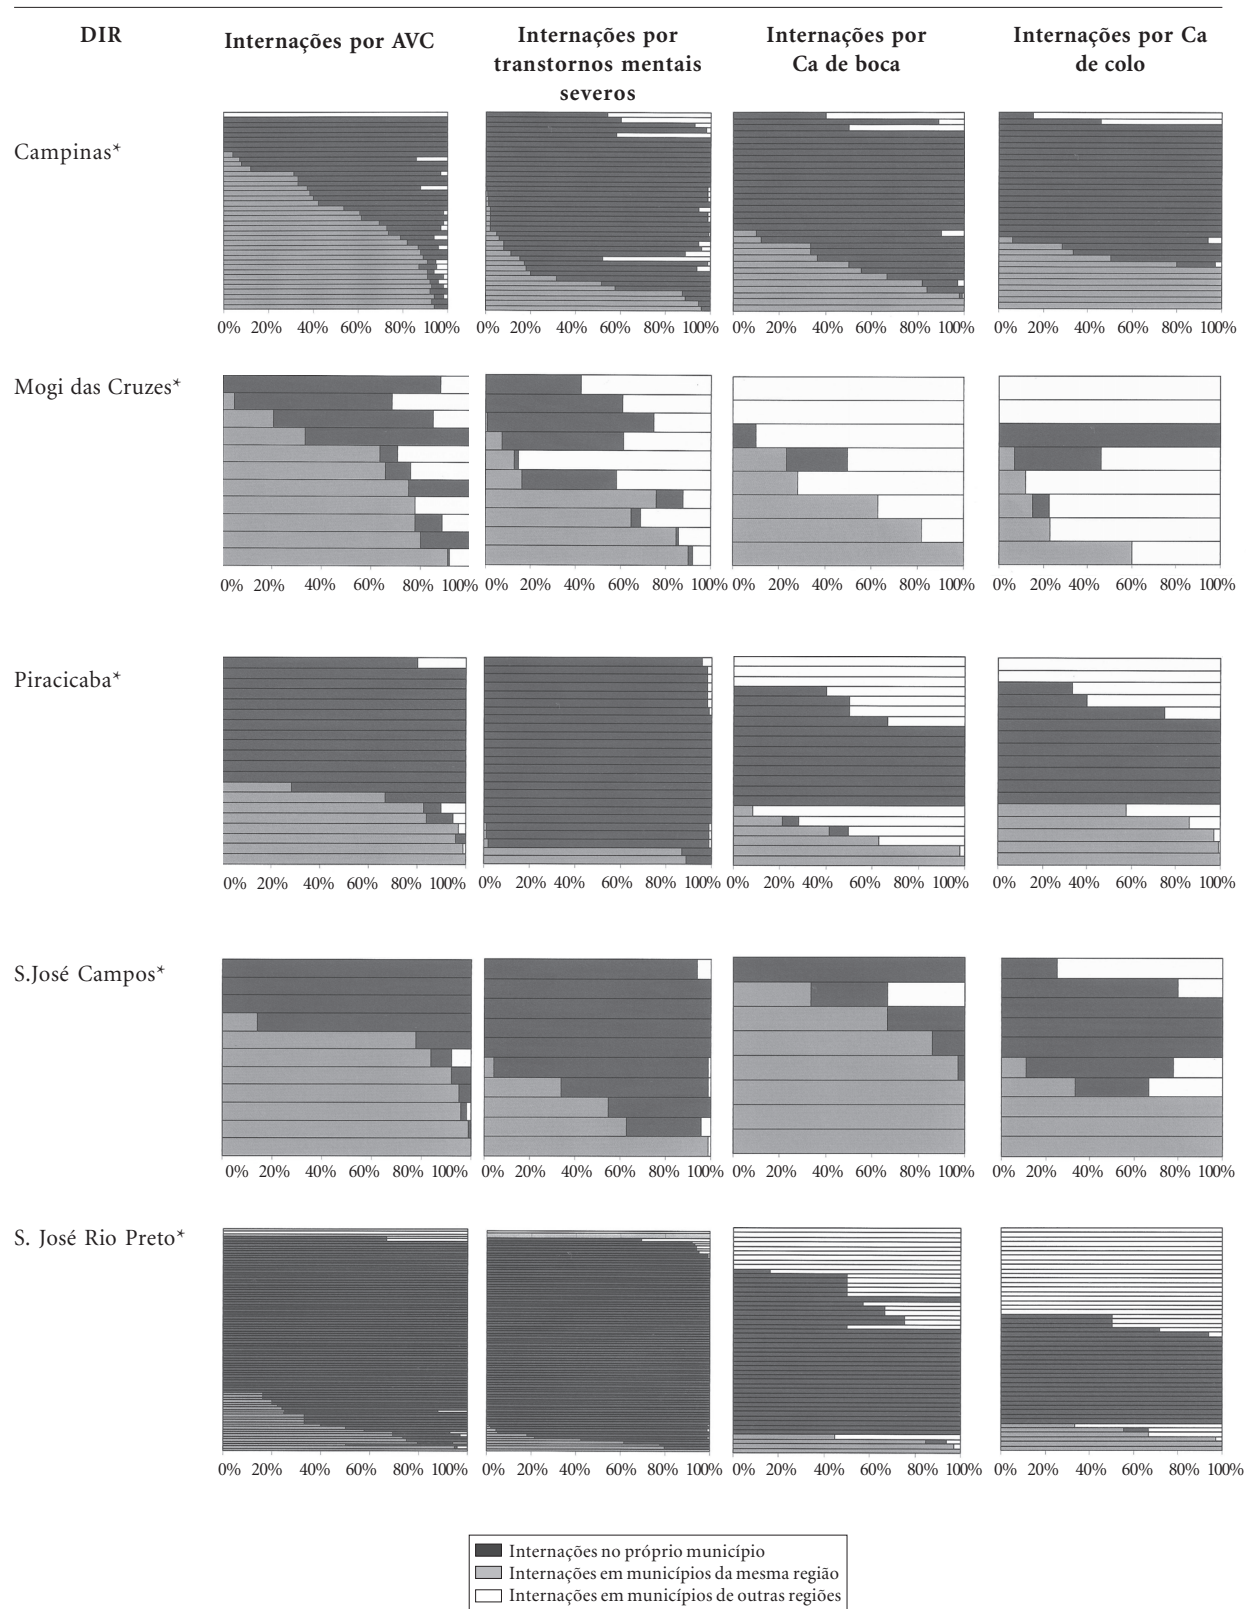 DIR
Internações por AVC
Internações por
transtornos mentais
severos
Internações por
Ca de boca
Internações por Ca
de colo
Campinas*
0% 20% 40% 60% 80% 100%
0% 20% 40% 60% 80% 100%
0% 20% 40% 60% 80% 100%
0% 20% 40% 60% 80% 100%
Mogi das Cruzes*
0% 20% 40% 60% 80% 100%
0% 20% 40% 60% 80% 100%
0% 20% 40% 60% 80% 100%
0% 20% 40% 60% 80% 100%
Piracicaba*
0% 20% 40% 60% 80% 100%
0% 20% 40% 60% 80% 100%
0% 20% 40% 60% 80% 100%
0% 20% 40% 60% 80% 100%
S.José Campos*
0% 20% 40% 60% 80% 100%
0% 20% 40% 60% 80% 100%
0% 20% 40% 60% 80% 100%
0% 20% 40% 60% 80% 100%
S. José Rio Preto*
0% 20% 40% 60% 80% 100%
0% 20% 40% 60% 80% 100%
0% 20% 40% 60% 80% 100%
0% 20% 40% 60% 80% 100%
Internações no próprio município
Internações em municípios da mesma região
Internações em municípios de outras regiões